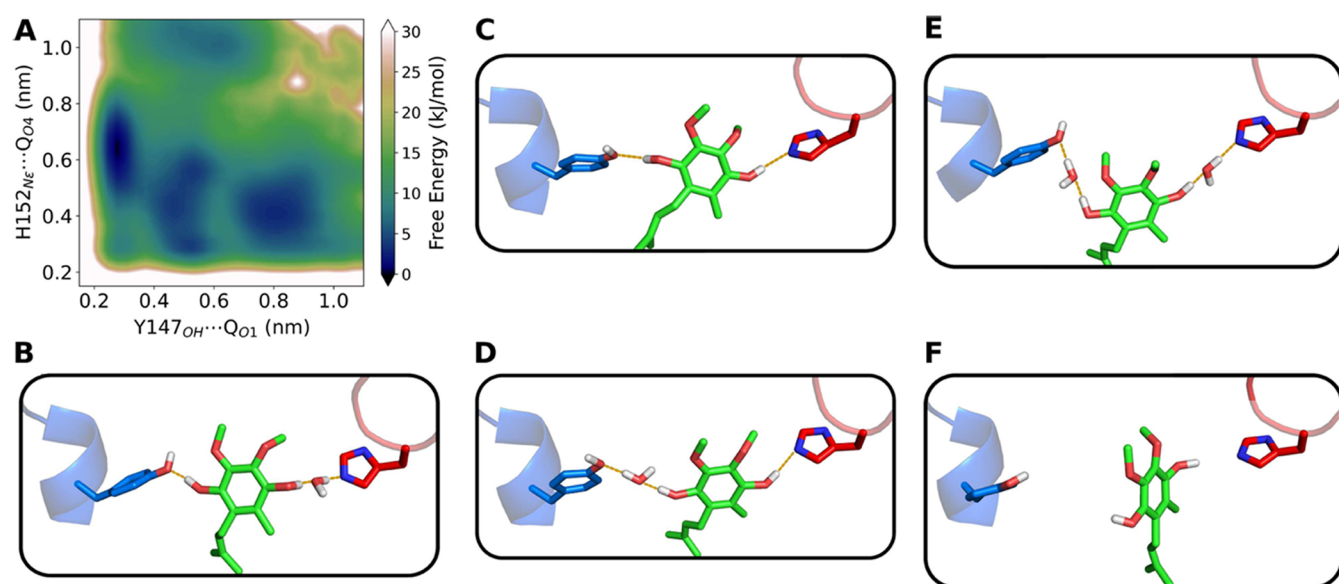 A
C
E
30
25
20
15
10
5
0
Free Energy (kJ/mol)
1.0
0.8
0.6
0.4
0.2
H152Nε···QO4 (nm)
0.2 0.4 0.6 0.8 1.0
Y147OH···QO1 (nm)
B
D
F